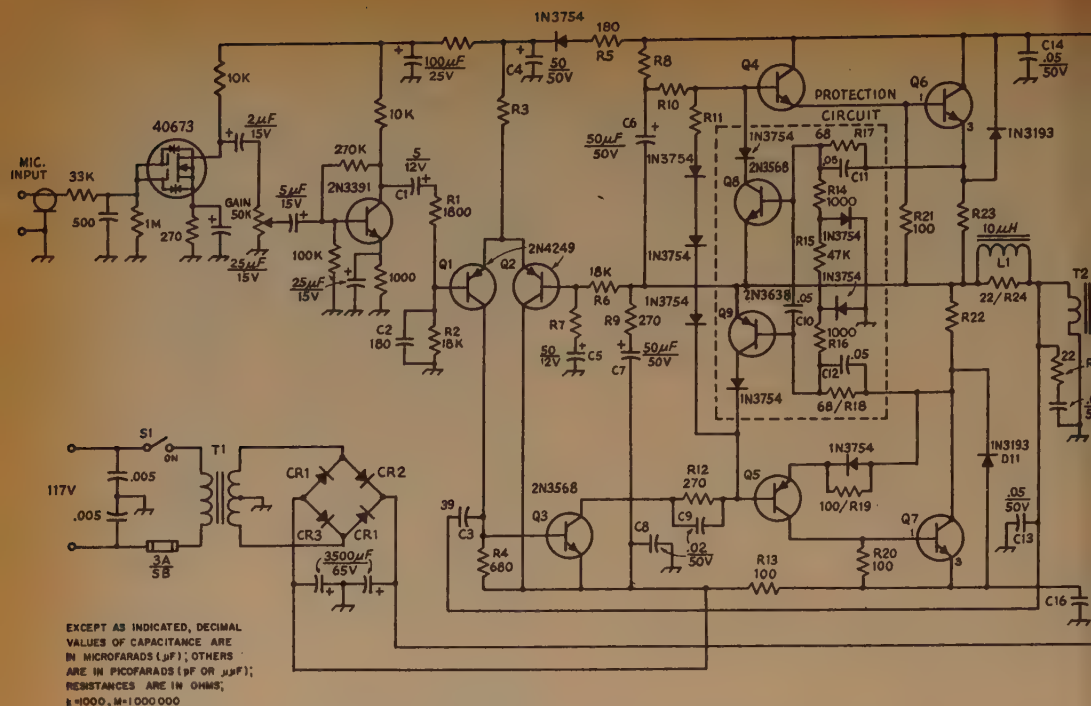 1N3754
180
R5
100µF
25V
C4
50
50V
R8
C14
.05
50V
10K
10K
R3
Q4
Q6
1
3
PROTECTION
CIRCUIT
R10
R11
40673
2µF
15V
270K
5
12V
C1
C6
50µF
50V
1N3754
1N3754
2N3568
68
R17
.05
C11
1N3193
MIC.
INPUT
33K
500
1M
270
GAIN
50K
5µF
15V
2N3391
R1
1800
Q8
R14
1000
1N3754
R15
47K
R21
100
R23
10µH
L1
T2
25µF
15V
100K
25µF
15V
1000
Q1
2N4249
Q2
18K
R6
1N3754
1N3754
2N3638
1N3754
22/R24
C2
180
R2
18K
R7
50
12V
C5
R9
270
50µF
50V
C7
Q9
.05
C10
1000
R16
C12
.05
68/R18
R22
22
R
1N3754
1N3193
D11
117V
S1
ON
T1
.005
.005
3A
SB
CR1
CR2
CR3
CR1
3500µF
65V
39
C3
R4
680
2N3568
Q3
R12
270
C9
C8
.02
50V
Q5
1N3754
100/R19
Q7
1
3
R13
100
R20
100
.05
50V
C13
C16
EXCEPT AS INDICATED, DECIMAL
VALUES OF CAPACITANCE ARE
IN MICROFARADS (µF); OTHERS
ARE IN PICOFARADS (pF OR µµF);
RESISTANCES ARE IN OHMS;
k=1000, M=1000000